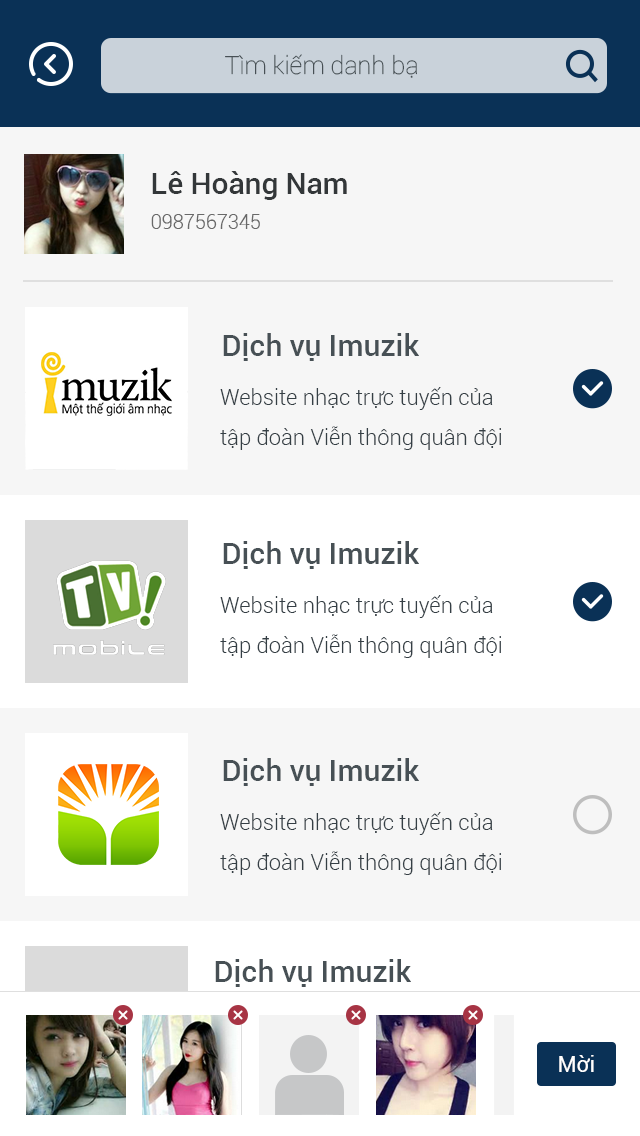 Tìm kiếm danh bạ
Lê Hoàng Nam
0987567345
imuzik
Một thế giới âm nhạc
Dịch vụ Imuzik
Website nhạc trực tuyến của
tập đoàn Viễn thông quân đội
TV!
mobile
Dịch vụ Imuzik
Website nhạc trực tuyến của
tập đoàn Viễn thông quân đội
Dịch vụ Imuzik
Website nhạc trực tuyến của
tập đoàn Viễn thông quân đội
Dịch vụ Imuzik
Mời